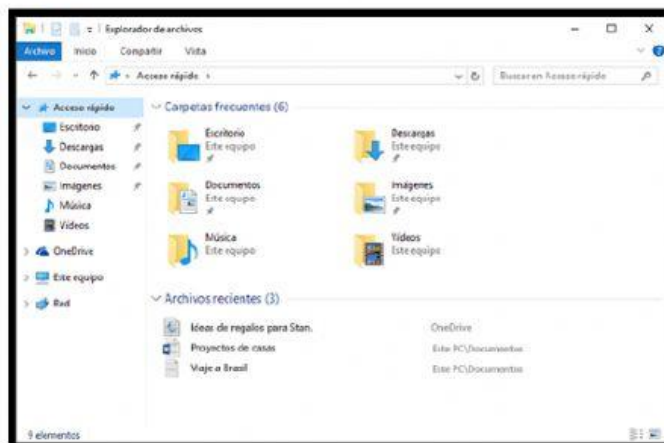 Explorador de archivos
Archivo Inicio Compartir Vista
Acceso rápido
Buscar en Acceso rápido
Acceso rápido
Escritorio
Descargas
Documentos
Imágenes
Música
Vídeos
OneDrive
Este equipo
Red
Carpetas frecuentes (6)
Escritorio
Este equipo
Descargas
Este equipo
Documentos
Este equipo
Imágenes
Este equipo
Música
Este equipo
Vídeos
Este equipo
Archivos recientes (3)
Ideas de regalos para Stan. OneDrive
Proyectos de casas Este PC\Documentos
Viaje a Brasil Este PC\Documentos
9 elementos